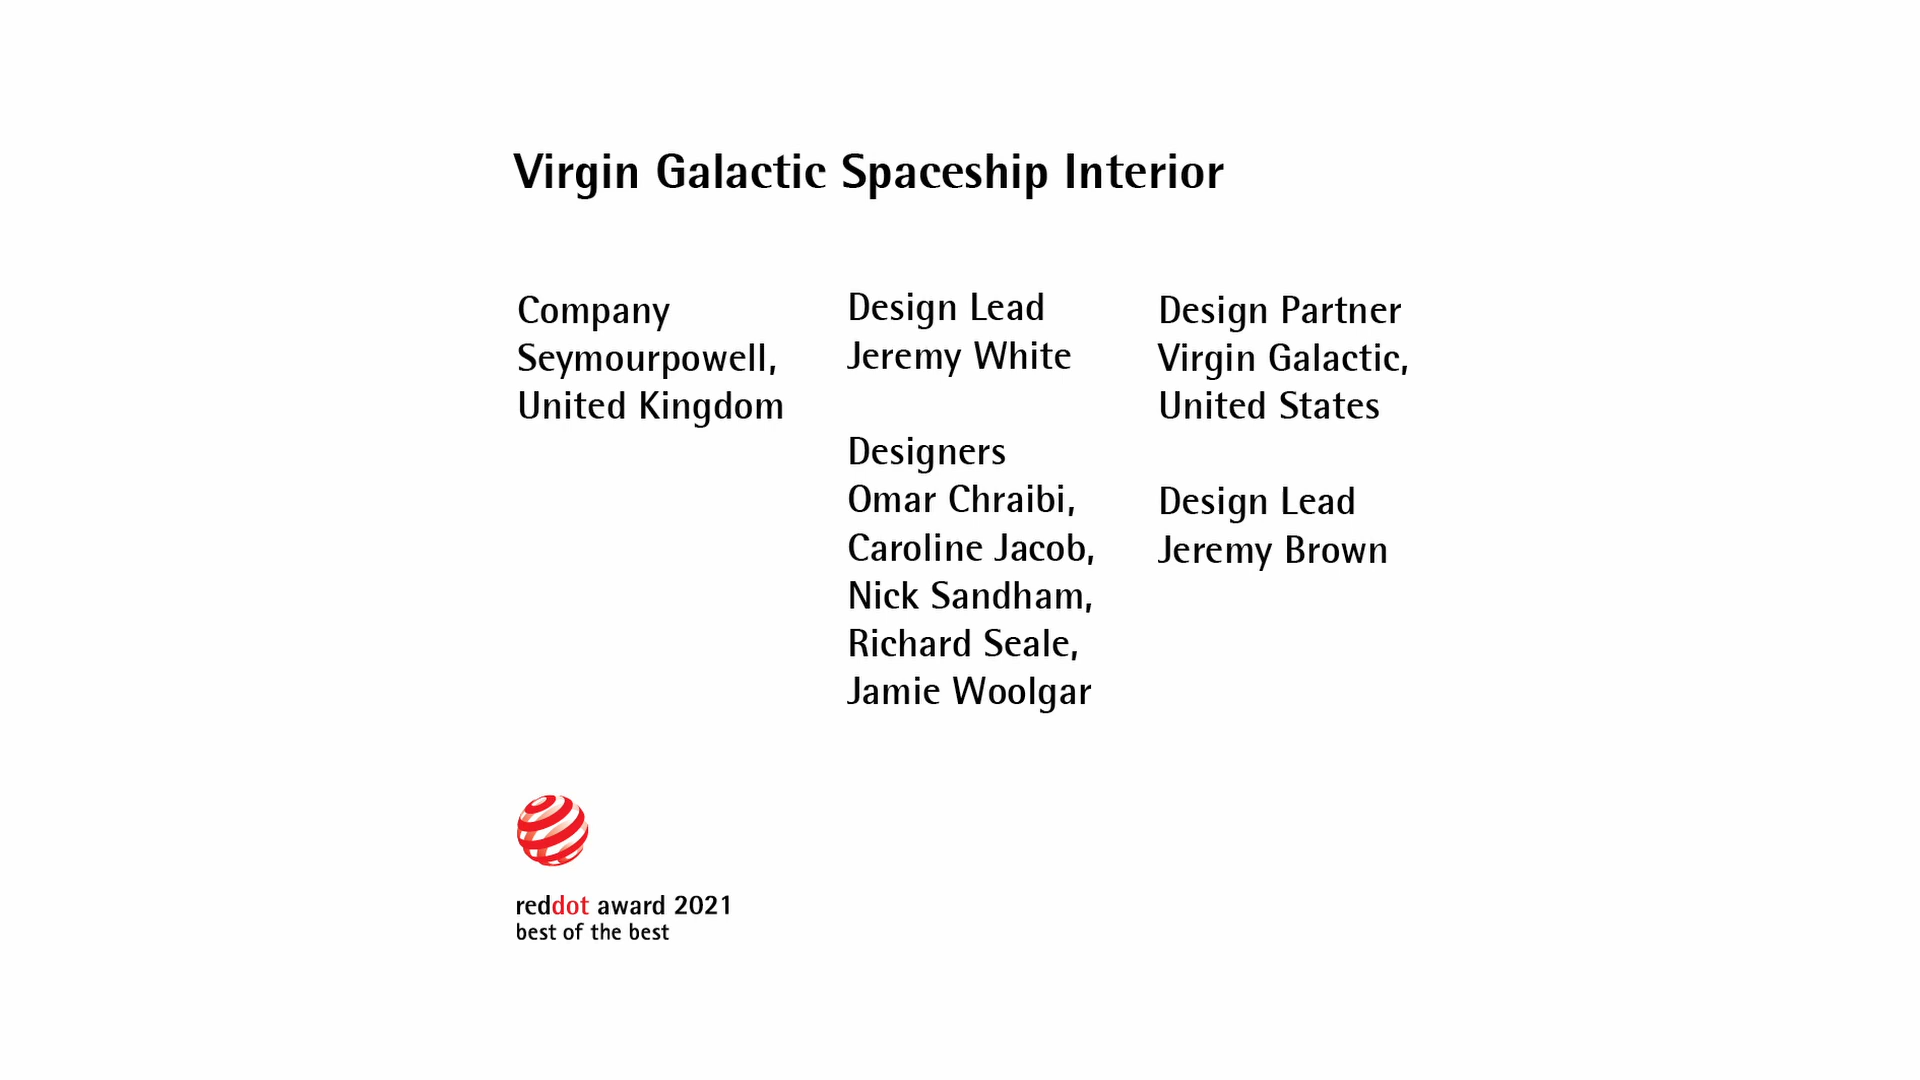 Virgin Galactic Spaceship Interior
Company
Seymourpowell,
United Kingdom
Design Lead
Jeremy White
Designers
Omar Chraibi,
Caroline Jacob,
Nick Sandham,
Richard Seale,
Jamie Woolgar
Design Partner
Virgin Galactic,
United States
Design Lead
Jeremy Brown
reddot award 2021
best of the best